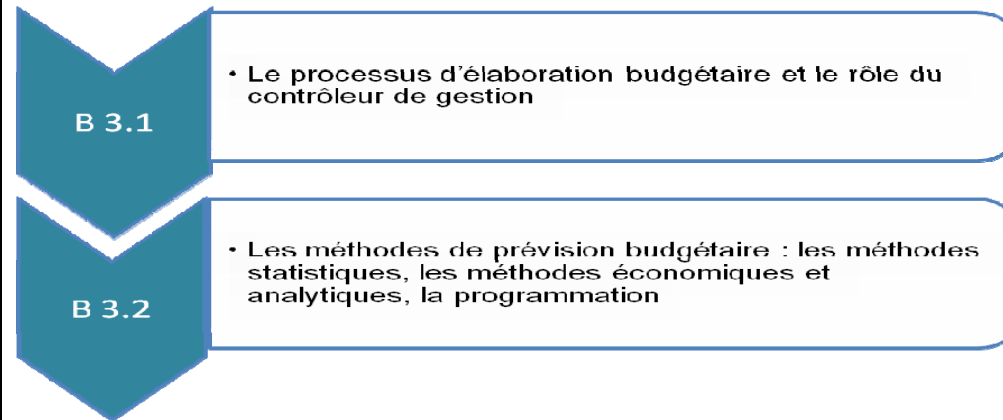 B 3.1
• Le processus d'élaboration budgétaire et le rôle du
contrôleur de gestion
B 3.2
• Les méthodes de prévision budgétaire : les méthodes
statistiques, les méthodes économiques et
analytiques, la programmation